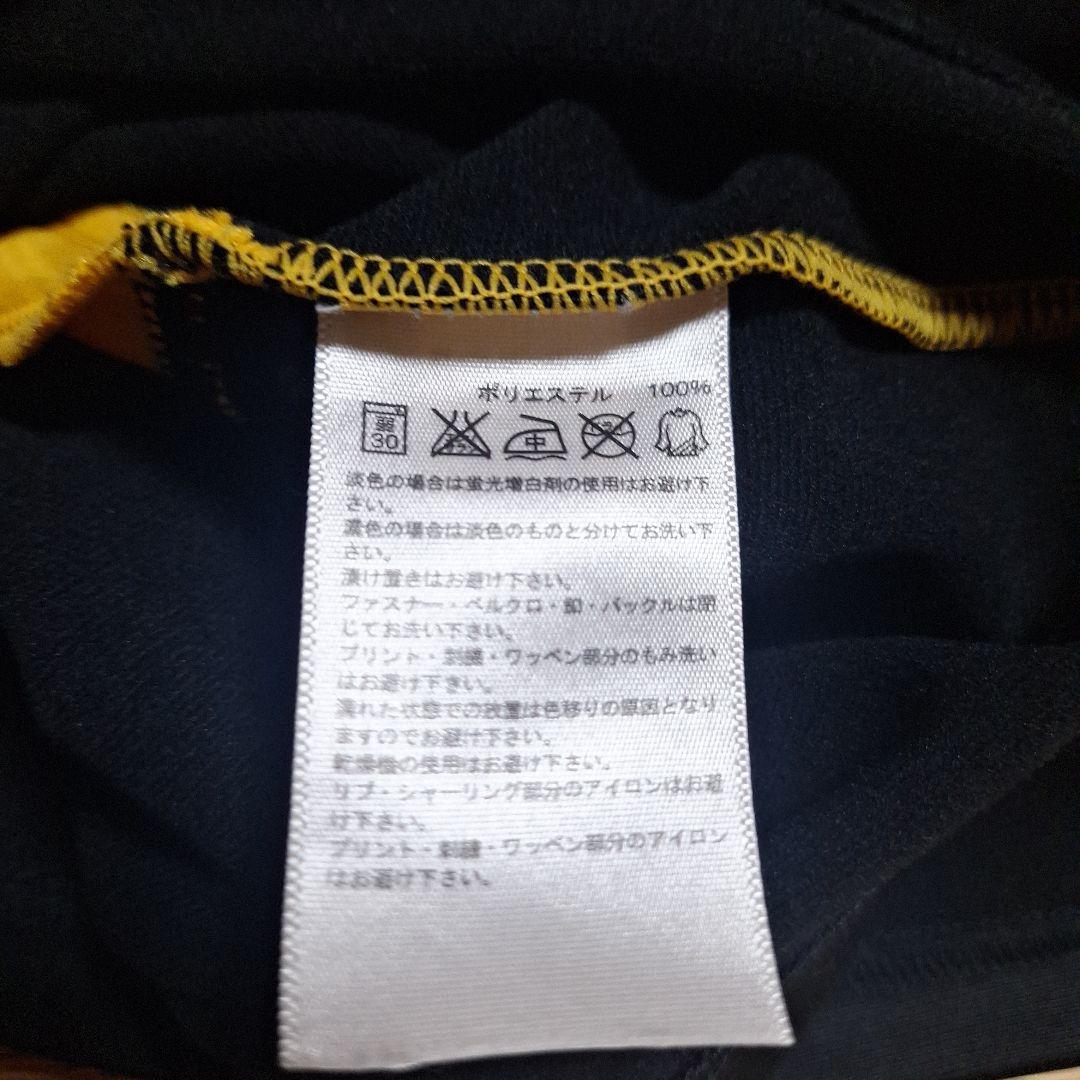 ポリエステル 100%
弱
30
エンソ
中
ドライ
淡色の場合は蛍光増白剤の使用はお避け下
さい。
濃色の場合は淡色のものと分けてお洗い下
さい。
漬け置きはお避け下さい。
ファスナー・ベルクロ・釦・バックルは閉
じてお洗い下さい。
プリント・刺繍・ワッペン部分のもみ洗い
はお避け下さい。
濡れた状態での放置は色移りの原因となり
ますのでお避け下さい。
乾燥機の使用はお避け下さい。
リブ・シャーリング部分のアイロンはお避
け下さい。
プリント・刺繍・ワッペン部分のアイロン
はお避け下さい。